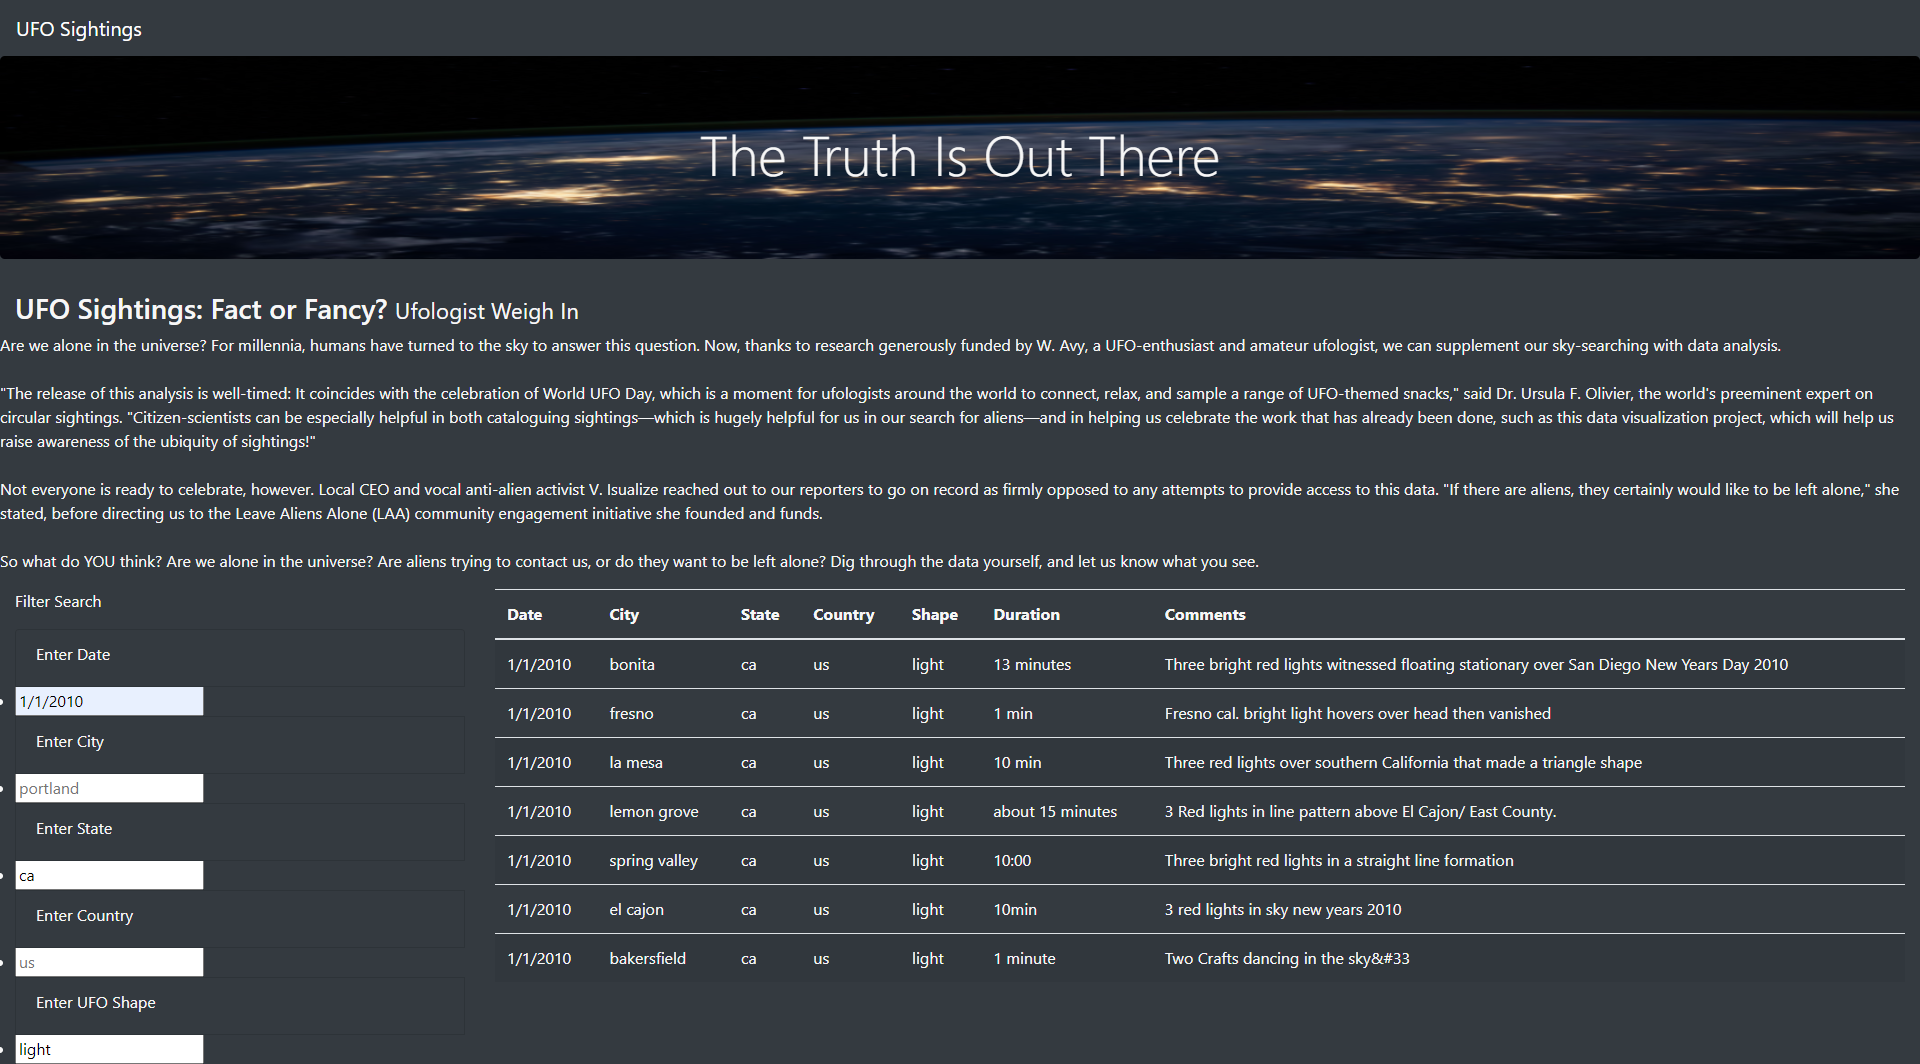 UFO Sightings
The Truth Is Out There
UFO Sightings: Fact or Fancy? Ufologist Weigh In
Are we alone in the universe? For millennia, humans have turned to the sky to answer this question. Now, thanks to research generously funded by W. Avy, a UFO-enthusiast and amateur ufologist, we can supplement our sky-searching with data analysis.
"The release of this analysis is well-timed: It coincides with the celebration of World UFO Day, which is a moment for ufologists around the world to connect, relax, and sample a range of UFO-themed snacks," said Dr. Ursula F. Olivier, the world's preeminent expert on
circular sightings. "Citizen-scientists can be especially helpful in both cataloguing sightings—which is hugely helpful for us in our search for aliens—and in helping us celebrate the work that has already been done, such as this data visualization project, which will help us
raise awareness of the ubiquity of sightings!"
Not everyone is ready to celebrate, however. Local CEO and vocal anti-alien activist V. Isualize reached out to our reporters to go on record as firmly opposed to any attempts to provide access to this data. "If there are aliens, they certainly would like to be left alone," she
stated, before directing us to the Leave Aliens Alone (LAA) community engagement initiative she founded and funds.
So what do YOU think? Are we alone in the universe? Are aliens trying to contact us, or do they want to be left alone? Dig through the data yourself, and let us know what you see.
Filter Search
Enter Date
1/1/2010
Enter City
portland
Enter State
ca
Enter Country
us
Enter UFO Shape
light
Date City State Country Shape Duration Comments
1/1/2010 bonita ca us light 13 minutes Three bright red lights witnessed floating stationary over San Diego New Years Day 2010
1/1/2010 fresno ca us light 1 min Fresno cal. bright light hovers over head then vanished
1/1/2010 la mesa ca us light 10 min Three red lights over southern California that made a triangle shape
1/1/2010 lemon grove ca us light about 15 minutes 3 Red lights in line pattern above El Cajon/ East County.
1/1/2010 spring valley ca us light 10:00 Three bright red lights in a straight line formation
1/1/2010 el cajon ca us light 10min 3 red lights in sky new years 2010
1/1/2010 bakersfield ca us light 1 minute Two Crafts dancing in the sky&#33